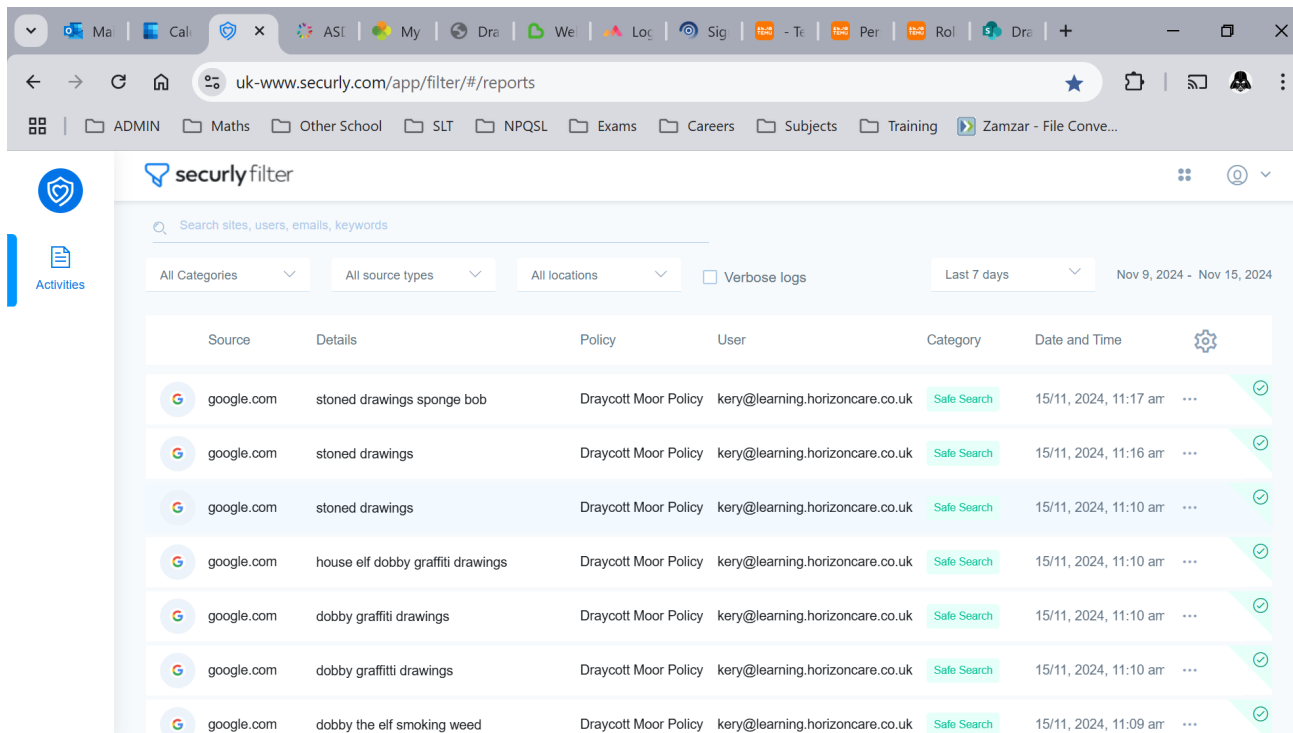 Mai Cale ASD My Dra Wel Log Sig - Te Per Rol Dra
uk-www.securly.com/app/filter/#/reports
ADMIN Maths Other School SLT NPQSL Exams Careers Subjects Training Zamzar - File Conve...
securly filter
Search sites, users, emails, keywords
Activities
All Categories All source types All locations Verbose logs Last 7 days Nov 9, 2024 - Nov 15, 2024
Source Details Policy User Category Date and Time
google.com stoned drawings sponge bob Draycott Moor Policy kery@learning.horizoncare.co.uk Safe Search 15/11, 2024, 11:17 am
google.com stoned drawings Draycott Moor Policy kery@learning.horizoncare.co.uk Safe Search 15/11, 2024, 11:16 am
google.com stoned drawings Draycott Moor Policy kery@learning.horizoncare.co.uk Safe Search 15/11, 2024, 11:10 am
google.com house elf dobby graffiti drawings Draycott Moor Policy kery@learning.horizoncare.co.uk Safe Search 15/11, 2024, 11:10 am
google.com dobby graffiti drawings Draycott Moor Policy kery@learning.horizoncare.co.uk Safe Search 15/11, 2024, 11:10 am
google.com dobby graffitti drawings Draycott Moor Policy kery@learning.horizoncare.co.uk Safe Search 15/11, 2024, 11:10 am
google.com dobby the elf smoking weed Draycott Moor Policy kery@learning.horizoncare.co.uk Safe Search 15/11, 2024, 11:09 am